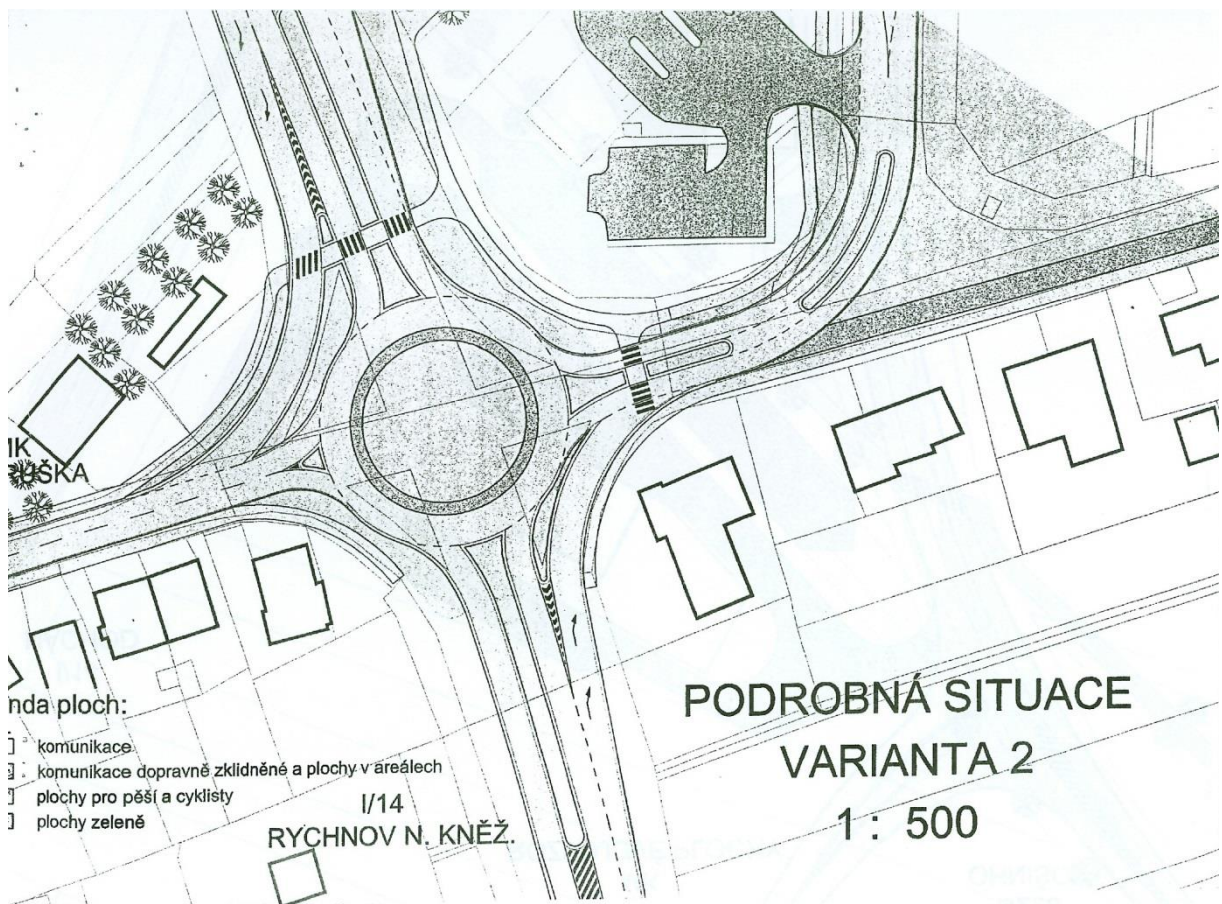 IK
RUŠKA
nda ploch:
komunikace
komunikace dopravně zklidněné a plochy v areálech
plochy pro pěší a cyklisty
plochy zeleně
I/14
RYCHNOV N. KNĚŽ.
PODROBNÁ SITUACE
VARIANTA 2
1 : 500